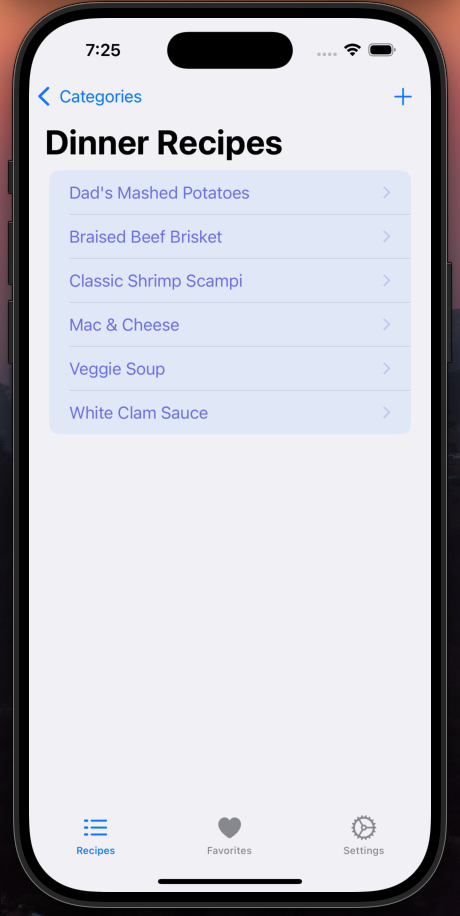 7:25
Categories
Dinner Recipes
Dad's Mashed Potatoes
Braised Beef Brisket
Classic Shrimp Scampi
Mac & Cheese
Veggie Soup
White Clam Sauce
Recipes Favorites Settings